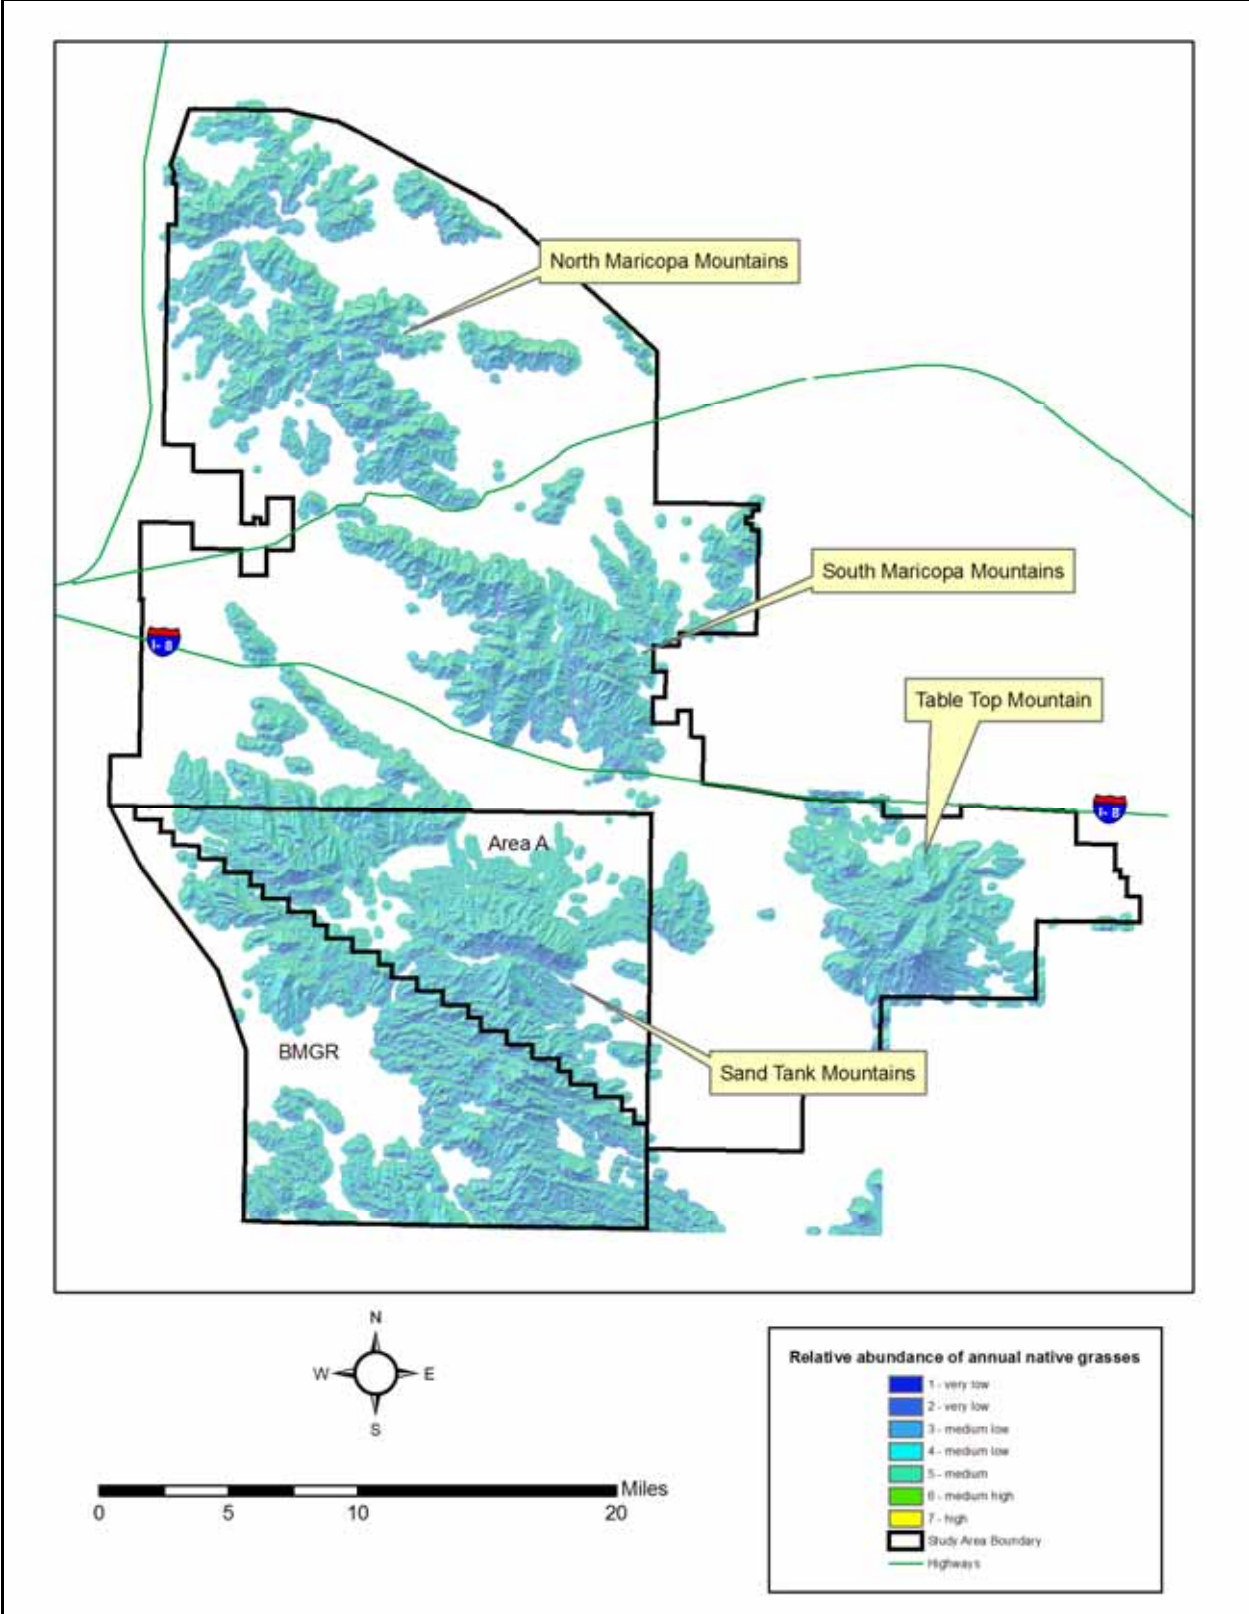 North Maricopa Mountains
South Maricopa Mountains
I- 8
Table Top Mountain
I- 8
Area A
BMGR
Sand Tank Mountains
N
W E
S
Miles
0 5 10 20
Relative abundance of annual native grasses
1 - very low
2 - very low
3 - medium low
4 - medium low
5 - medium
6 - medium high
7 - high
Study Area Boundary
Highways